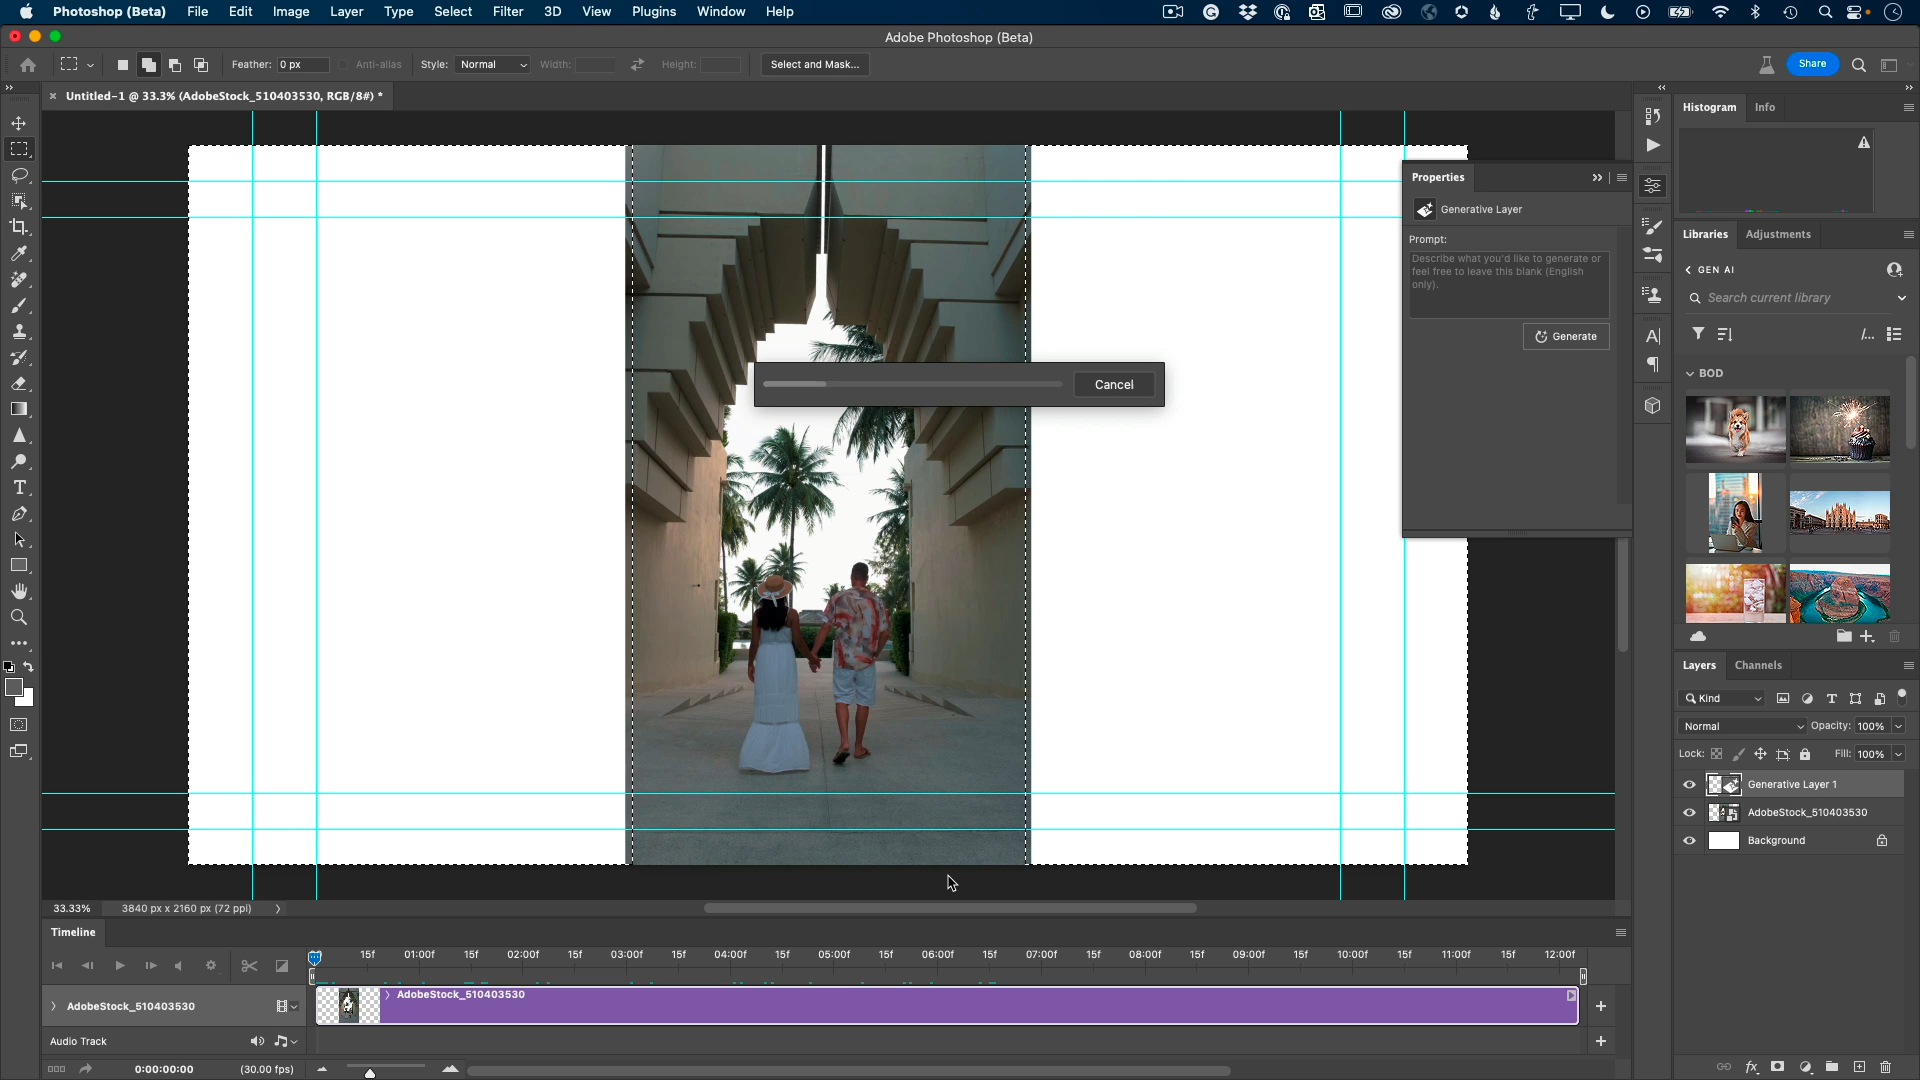 Photoshop (Beta) File Edit Image Layer Type Select Filter 3D View Plugins Window Help
Adobe Photoshop (Beta)
Feather: 0 px Anti-alias Style: Normal Width: Height: Select and Mask... Share
Untitled-1 @ 33.3% (AdobeStock_510403530, RGB/8#) *
Histogram Info
Properties
Generative Layer
Prompt:
Describe what you'd like to generate or
feel free to leave this blank (English
only).
Generate
Cancel
Libraries Adjustments
GEN AI
Search current library
BOD
Layers Channels
Kind
Normal Opacity: 100%
Lock: Fill: 100%
Generative Layer 1
AdobeStock_510403530
Background
33.33% 3840 px x 2160 px (72 ppi)
Timeline
15f 01:00f 15f 02:00f 15f 03:00f 15f 04:00f 15f 05:00f 15f 06:00f 15f 07:00f 15f 08:00f 15f 09:00f 15f 10:00f 15f 11:00f 15f 12:00f
AdobeStock_510403530
AdobeStock_510403530
Audio Track
0:00:00:00 (30.00 fps)